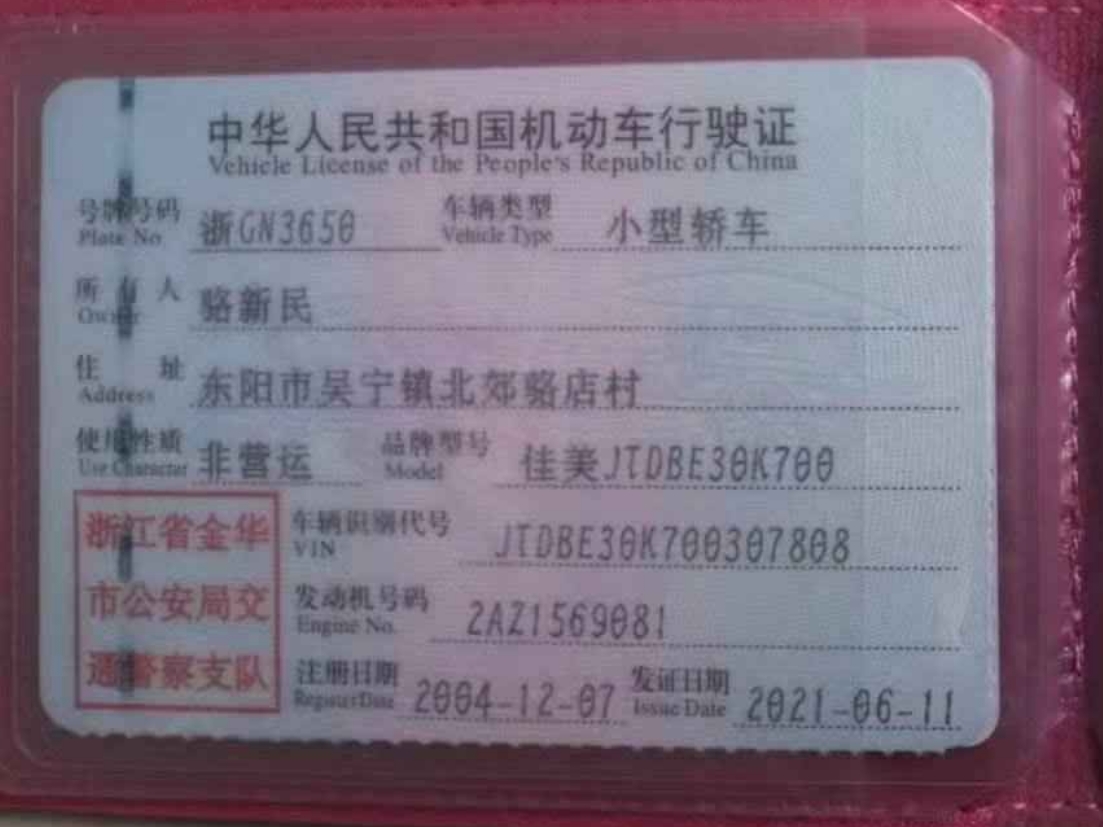 中华人民共和国机动车行驶证
Vehicle License of the People's Republic of China
号牌号码 浙GN3650 车辆类型 小型轿车
Plate No. Vehicle Type
所有人 骆新民
Owner
住址 东阳市吴宁镇北郊骆店村
Address
使用性质 非营运 品牌型号 佳美JTDBE30K700
Use Character Model
浙江省金华
市公安局交
通警察支队
车辆识别代号 JTDBE30K700307808
VIN
发动机号码 2AZ1569081
Engine No.
注册日期 2004-12-07 发证日期 2021-06-11
Register Date Issue Date